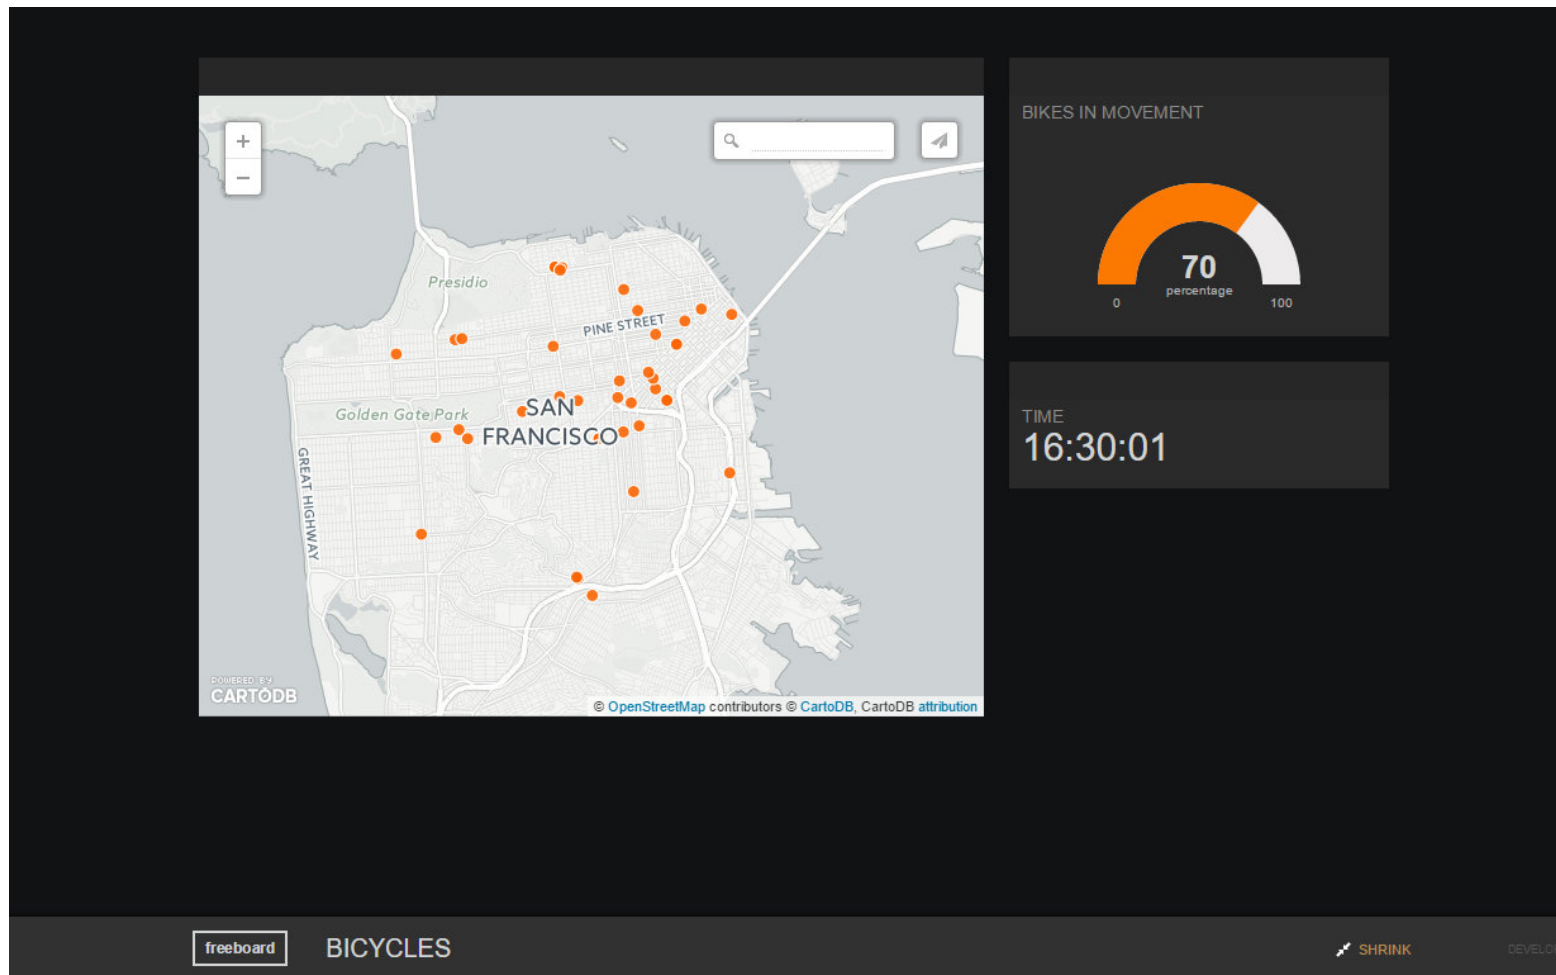 +
−
Presidio
PINE STREET
Golden Gate Park
SAN
FRANCISCO
GREAT HIGHWAY
POWERED BY
CARTODB
© OpenStreetMap contributors © CartoDB, CartoDB attribution
BIKES IN MOVEMENT
70
percentage
0
100
TIME
16:30:01
freeboard
BICYCLES
SHRINK